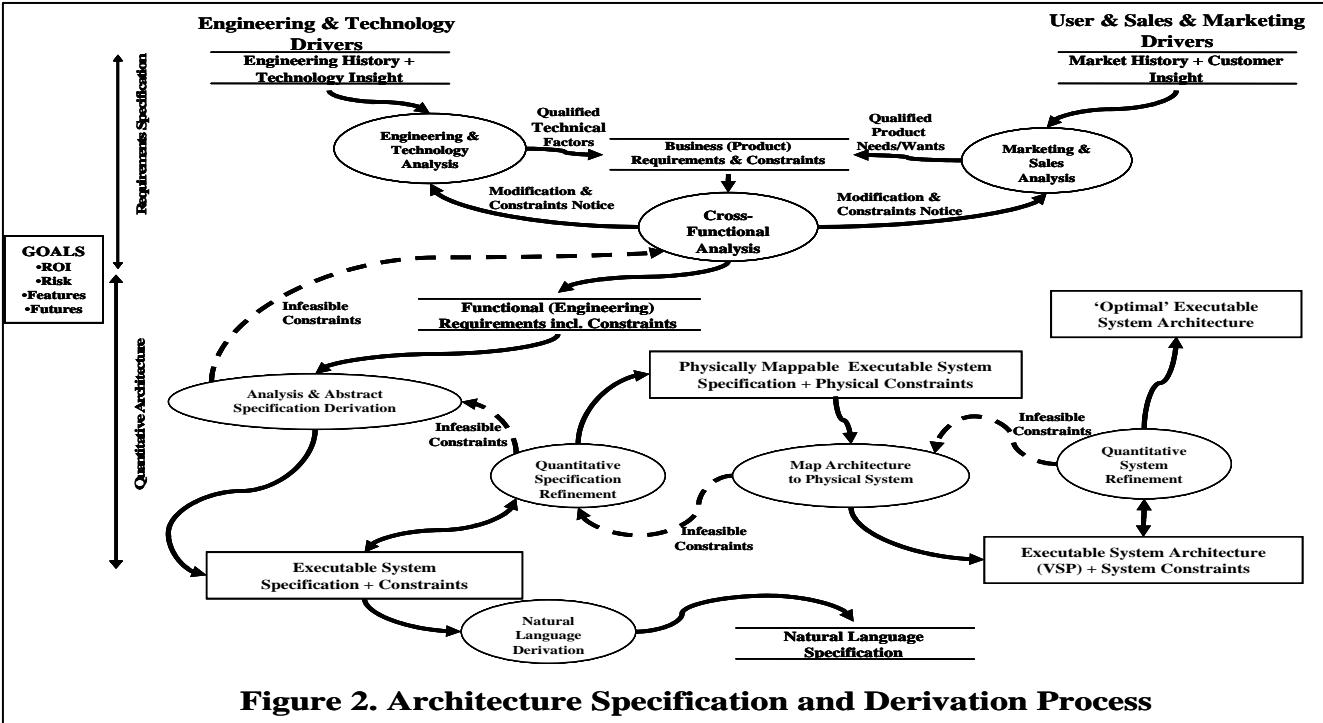 Engineering & Technology
Drivers
User & Sales & Marketing
Drivers
Engineering History +
Technology Insight
Market History + Customer
Insight
Requirements Specification
Engineering &
Technology
Analysis
Qualified
Technical
Factors
Business (Product)
Requirements & Constraints
Qualified
Product
Needs/Wants
Marketing &
Sales
Analysis
Modification &
Constraints Notice
Modification &
Constraints Notice
Cross-
Functional
Analysis
GOALS
•ROI
•Risk
•Features
•Futures
Infeasible
Constraints
Functional (Engineering)
Requirements incl. Constraints
‘Optimal’ Executable
System Architecture
Quantitative Architecture
Analysis & Abstract
Specification Derivation
Physically Mappable Executable System
Specification + Physical Constraints
Infeasible
Constraints
Infeasible
Constraints
Quantitative
Specification
Refinement
Map Architecture
to Physical System
Quantitative
System
Refinement
Infeasible
Constraints
Executable System
Specification + Constraints
Executable System Architecture
(VSP) + System Constraints
Natural
Language
Derivation
Natural Language
Specification
Figure 2. Architecture Specification and Derivation Process